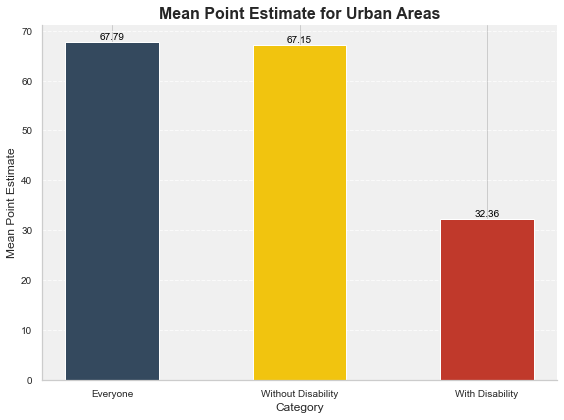 Mean Point Estimate for Urban Areas
70
60
50
40
30
20
10
0
Mean Point Estimate
67.79
67.15
32.36
Everyone
Without Disability
With Disability
Category